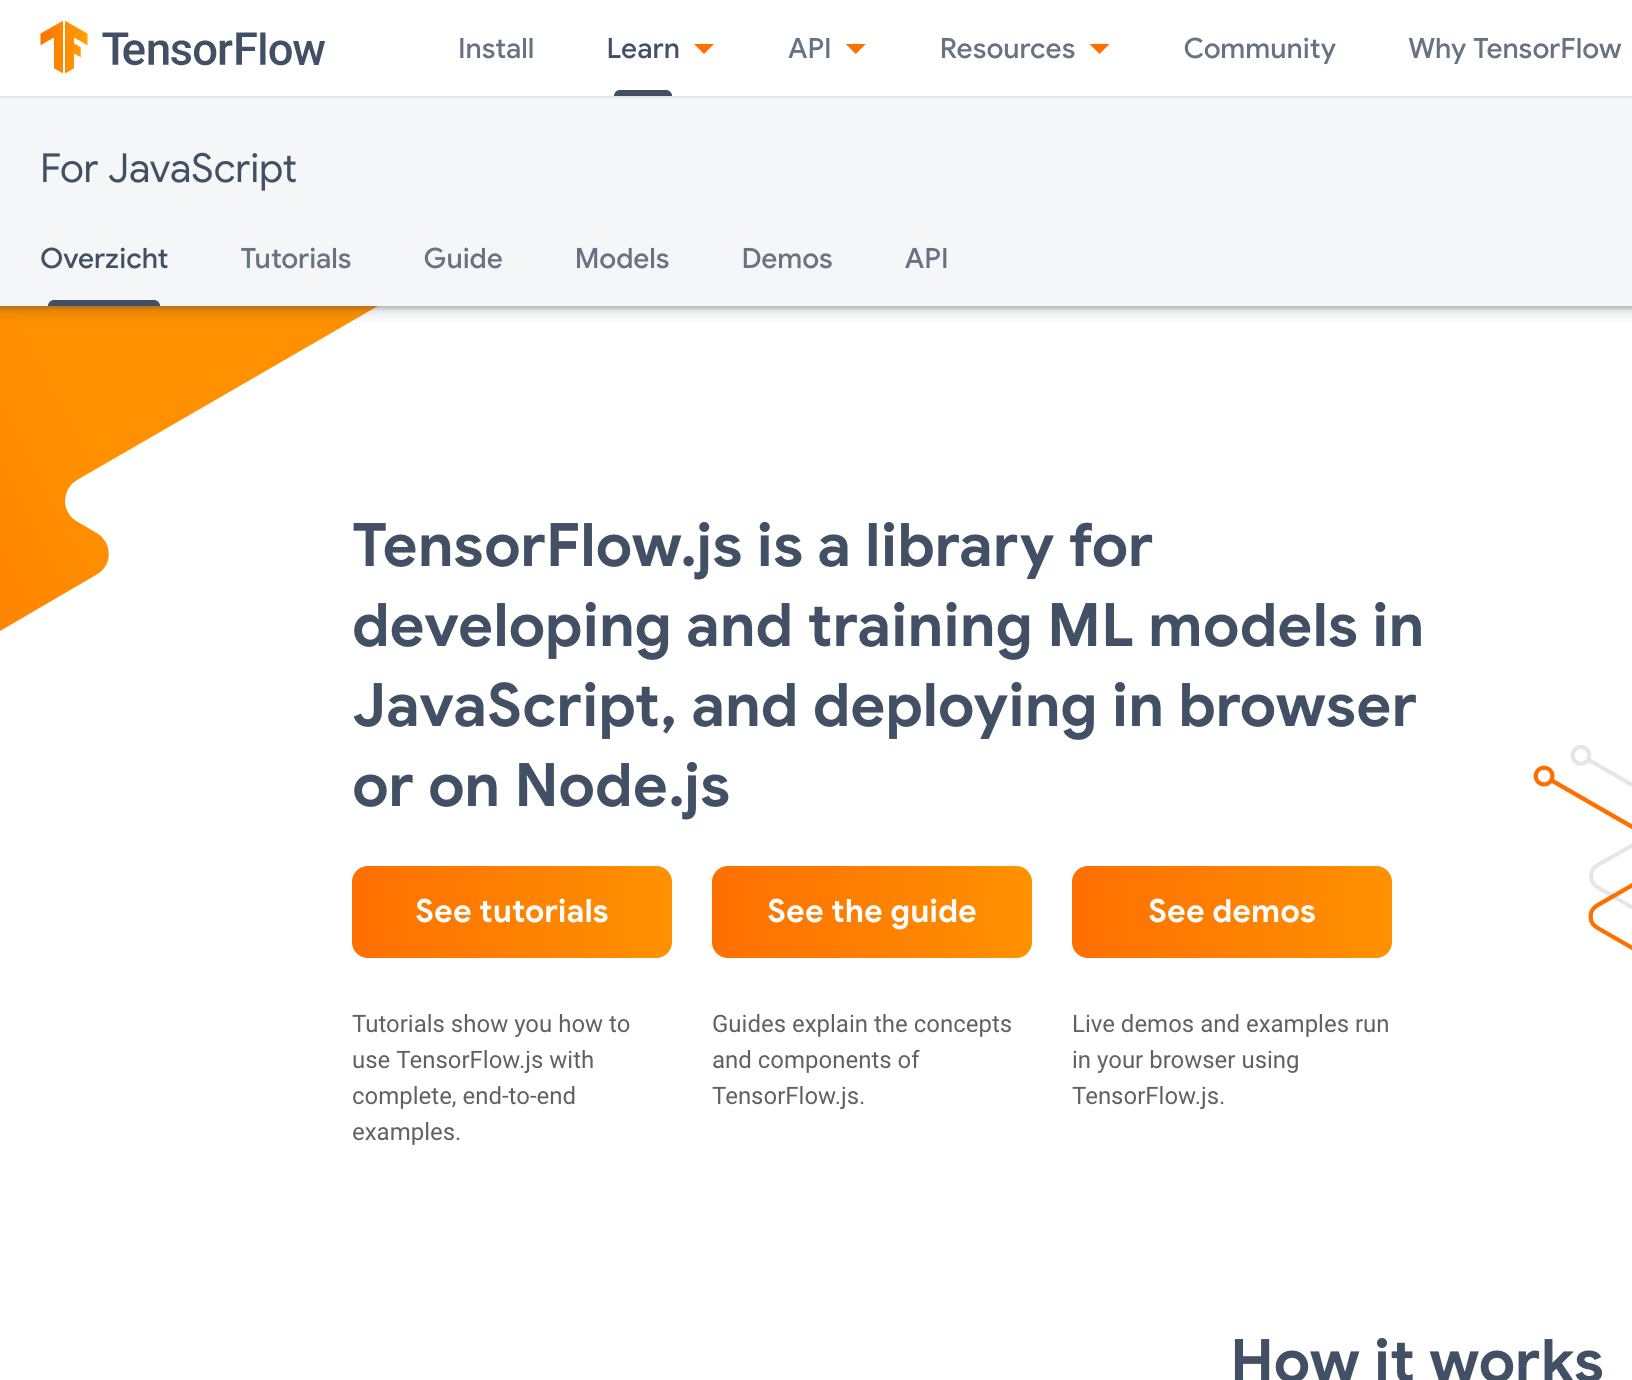 TensorFlow
Install
Learn
API
Resources
Community
Why TensorFlow
For JavaScript
Overzicht
Tutorials
Guide
Models
Demos
API
TensorFlow.js is a library for
developing and training ML models in
JavaScript, and deploying in browser
or on Node.js
See tutorials
Tutorials show you how to
use TensorFlow.js with
complete, end-to-end
examples.
See the guide
Guides explain the concepts
and components of
TensorFlow.js.
See demos
Live demos and examples run
in your browser using
TensorFlow.js.
How it works